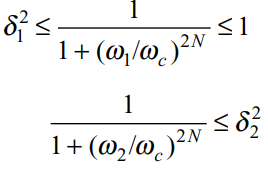 δ₁² ≤ 1/(1 + (ω₁/ω_c)^{2N}) ≤ 1
1/(1 + (ω₂/ω_c)^{2N}) ≤ δ₂²